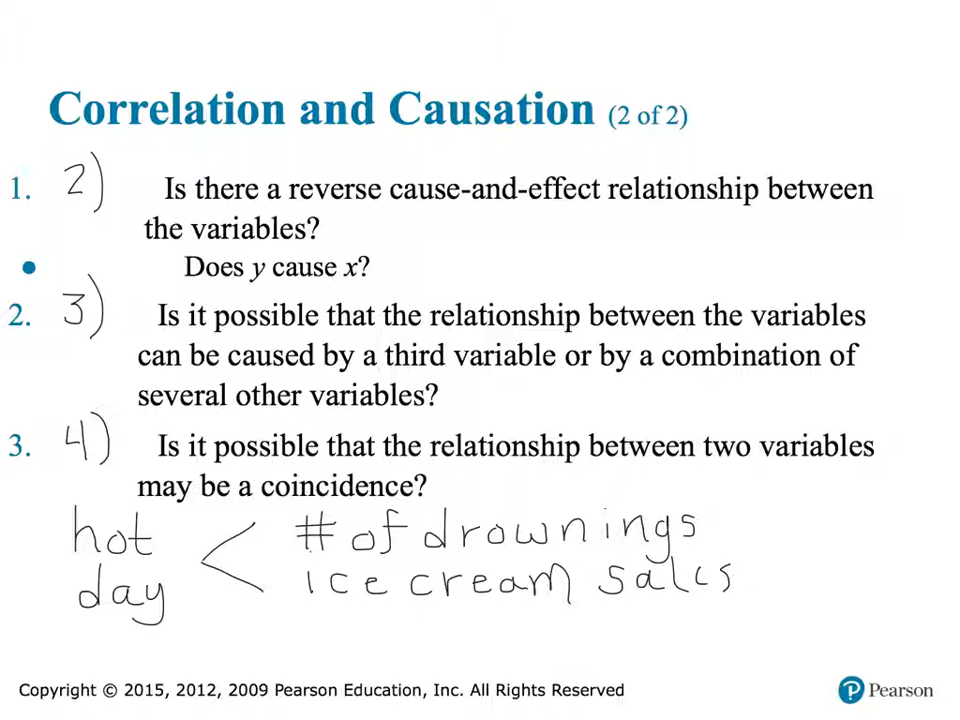 Correlation and Causation (2 of 2)
1. 2) Is there a reverse cause-and-effect relationship between
the variables?
• Does y cause x?
2. 3) Is it possible that the relationship between the variables
can be caused by a third variable or by a combination of
several other variables?
3. 4) Is it possible that the relationship between two variables
may be a coincidence?
hot < # of drownings
day ice cream sales
Copyright © 2015, 2012, 2009 Pearson Education, Inc. All Rights Reserved
P Pearson